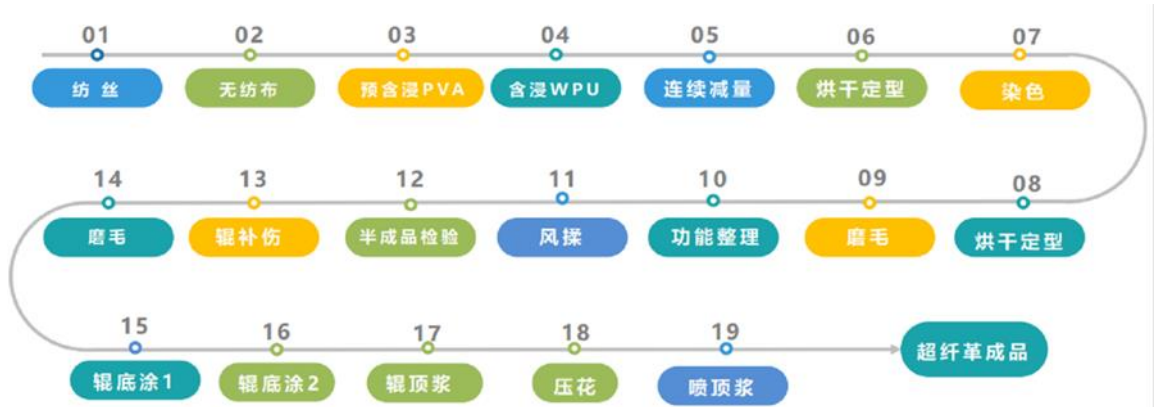 01 02 03 04 05 06 07
纺丝 无纺布 预含浸PVA 含浸WPU 连续减量 烘干定型 染色
14 13 12 11 10 09 08
磨毛 辊补伤 半成品检验 风揉 功能整理 磨毛 烘干定型
15 16 17 18 19
辊底涂1 辊底涂2 辊顶浆 压花 喷顶浆 超纤革成品